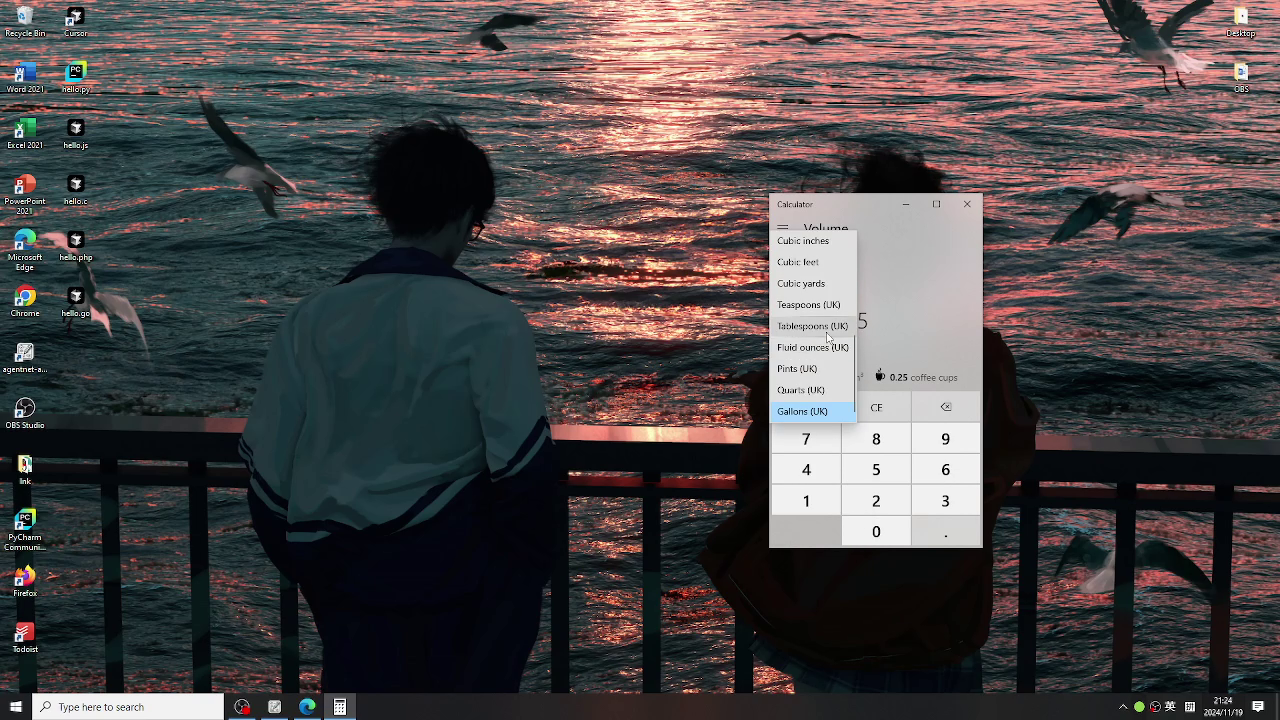 Recycle Bin
Cursor
Desktop
Word 2021
hello.py
OBS
Excel 2021
hello.js
PowerPoint
2021
hello.c
Microsoft
Edge
hello.php
Chrome
hello.go
agentnet-a...
OBS Studio
link
PyCharm
Commun...
Firefox
Todoist
Calculator
Volume
Cubic inches
Cubic feet
Cubic yards
Teaspoons (UK)
Tablespoons (UK)
Fluid ounces (UK)
Pints (UK)
Quarts (UK)
Gallons (UK)
5
0.25 coffee cups
CE
7 8 9
4 5 6
1 2 3
0 .
Type here to search
英
21:24
2024/11/19